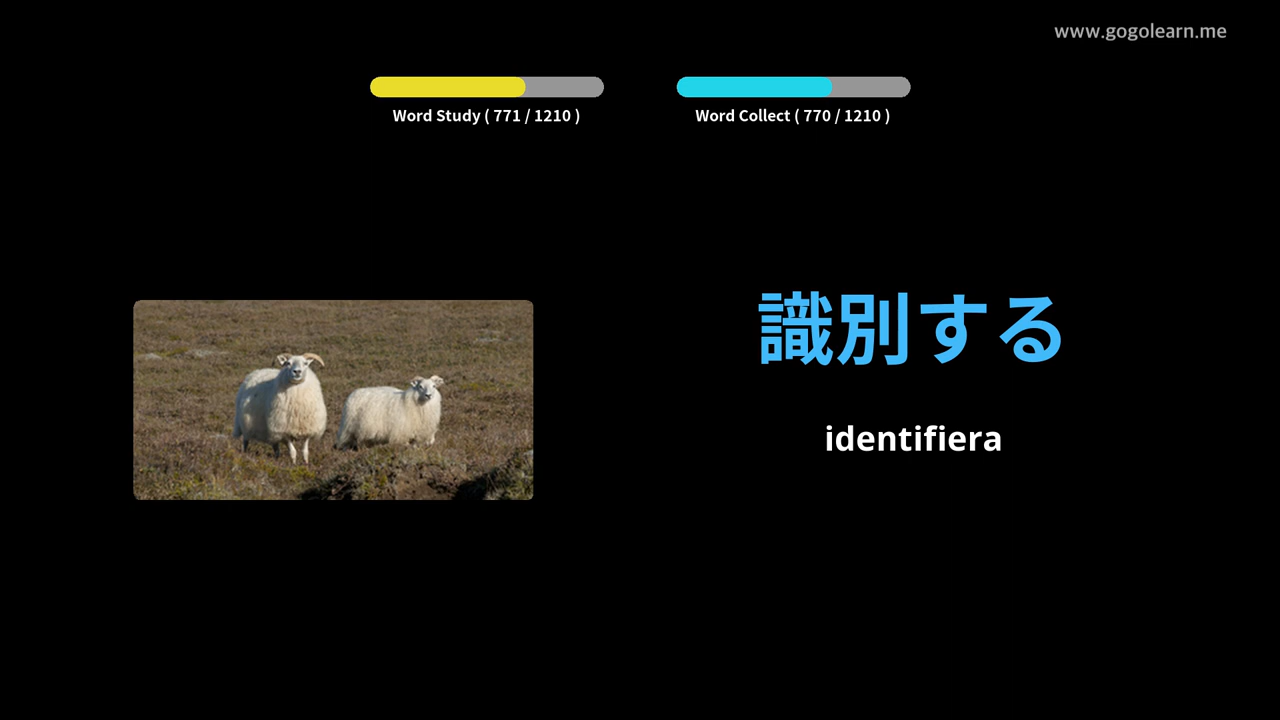 www.gogolearn.me
Word Study ( 771 / 1210 )
Word Collect ( 770 / 1210 )
識別する
identifiera